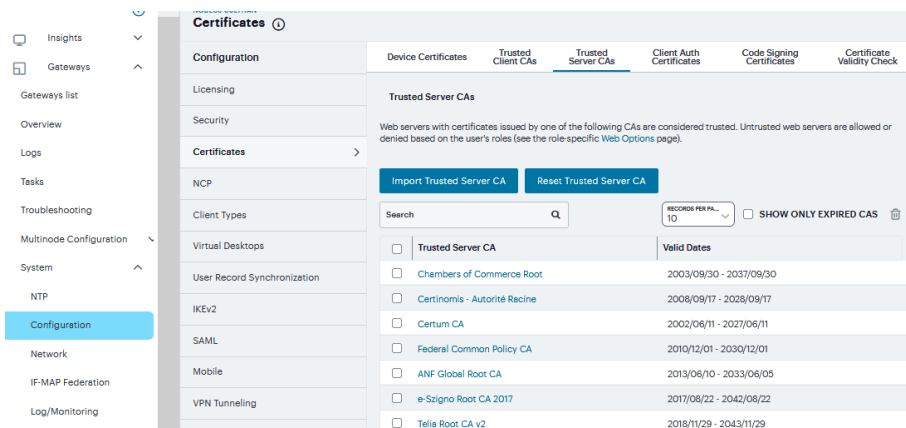 Certificates
Insights
Gateways
Gateways list
Overview
Logs
Tasks
Troubleshooting
Multinode Configuration
System
NTP
Configuration
Network
IF-MAP Federation
Log/Monitoring
Configuration
Licensing
Security
Certificates
NCP
Client Types
Virtual Desktops
User Record Synchronization
IKEv2
SAML
Mobile
VPN Tunneling
Device Certificates
Trusted
Client CAs
Trusted
Server CAs
Client Auth
Certificates
Code Signing
Certificates
Certificate
Validity Check
Trusted Server CAs
Web servers with certificates issued by one of the following CAs are considered trusted. Untrusted web servers are allowed or
denied based on the user's roles (see the role-specific Web Options page).
Import Trusted Server CA
Reset Trusted Server CA
Search
RECORDS PER PA...
10
SHOW ONLY EXPIRED CAS
Trusted Server CA Valid Dates
Chambers of Commerce Root 2003/09/30 - 2037/09/30
Certinomis - Autorité Racine 2008/09/17 - 2028/09/17
Certum CA 2002/06/11 - 2027/06/11
Federal Common Policy CA 2010/12/01 - 2030/12/01
ANF Global Root CA 2013/06/10 - 2033/06/05
e-Szigno Root CA 2017 2017/08/22 - 2042/08/22
Telia Root CA v2 2018/11/29 - 2043/11/29